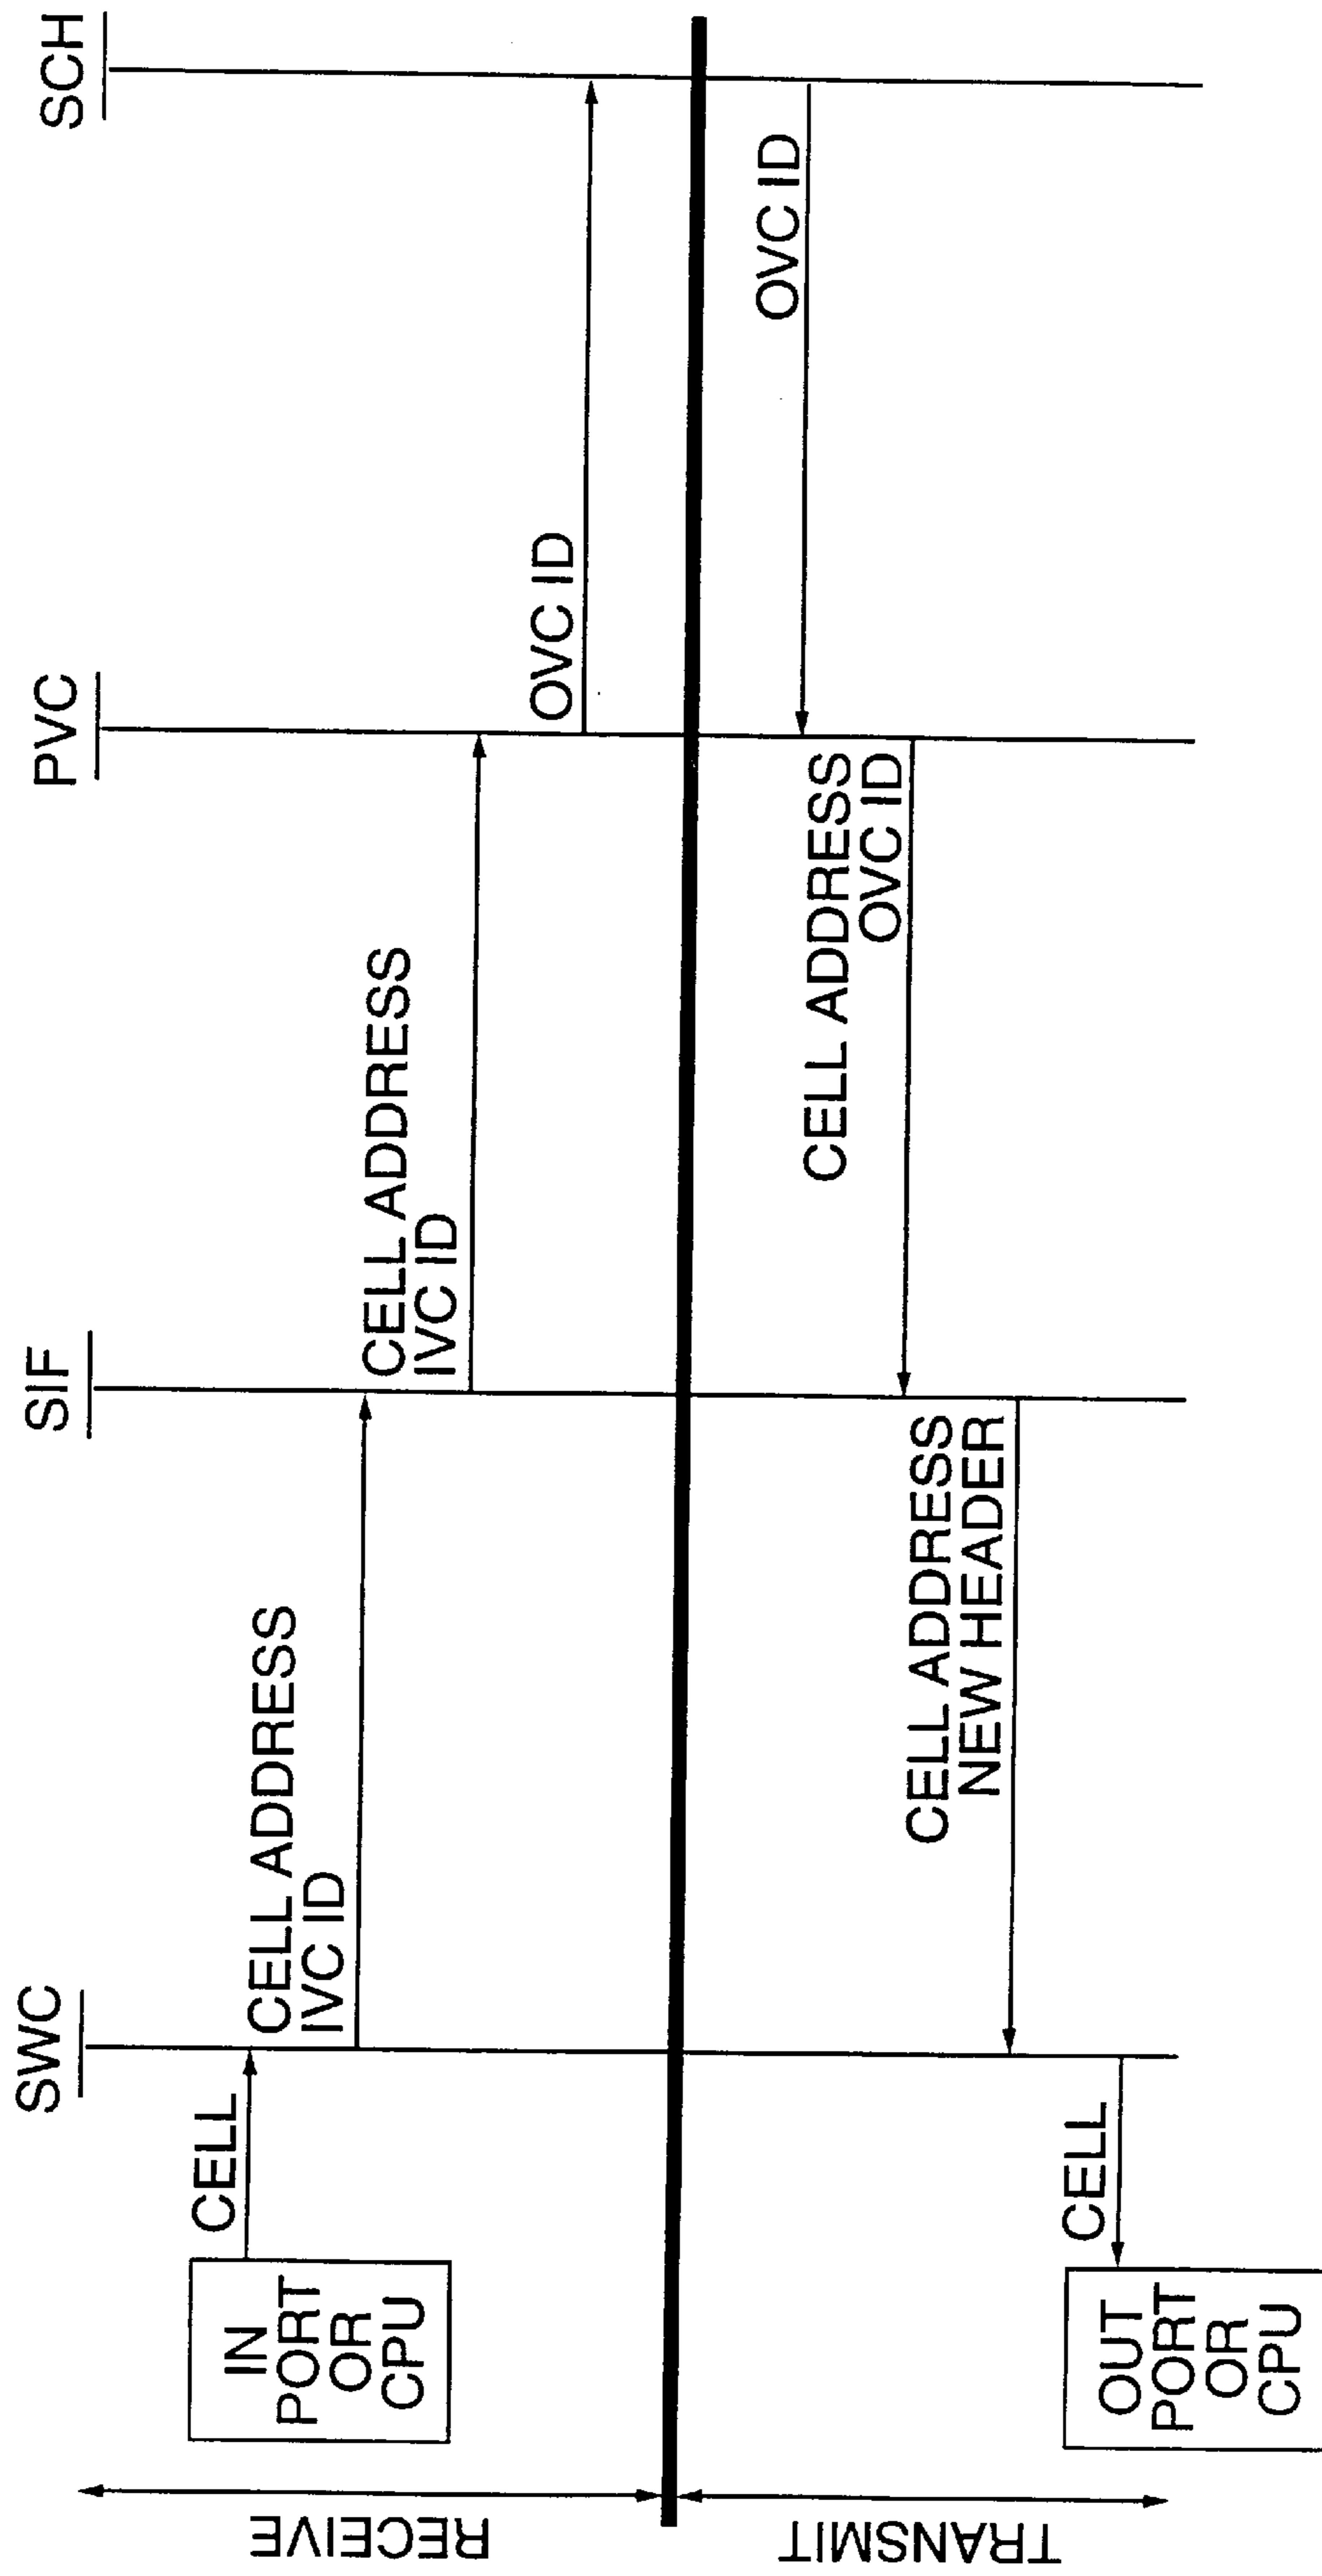 SWC
SIF
PVC
SCH
RECEIVE
IN
PORT
OR
CPU
CELL
CELL ADDRESS
IVC ID
CELL ADDRESS
IVC ID
OVC ID
TRANSMIT
OVC ID
CELL ADDRESS
OVC ID
CELL ADDRESS
NEW HEADER
CELL
OUT
PORT
OR
CPU